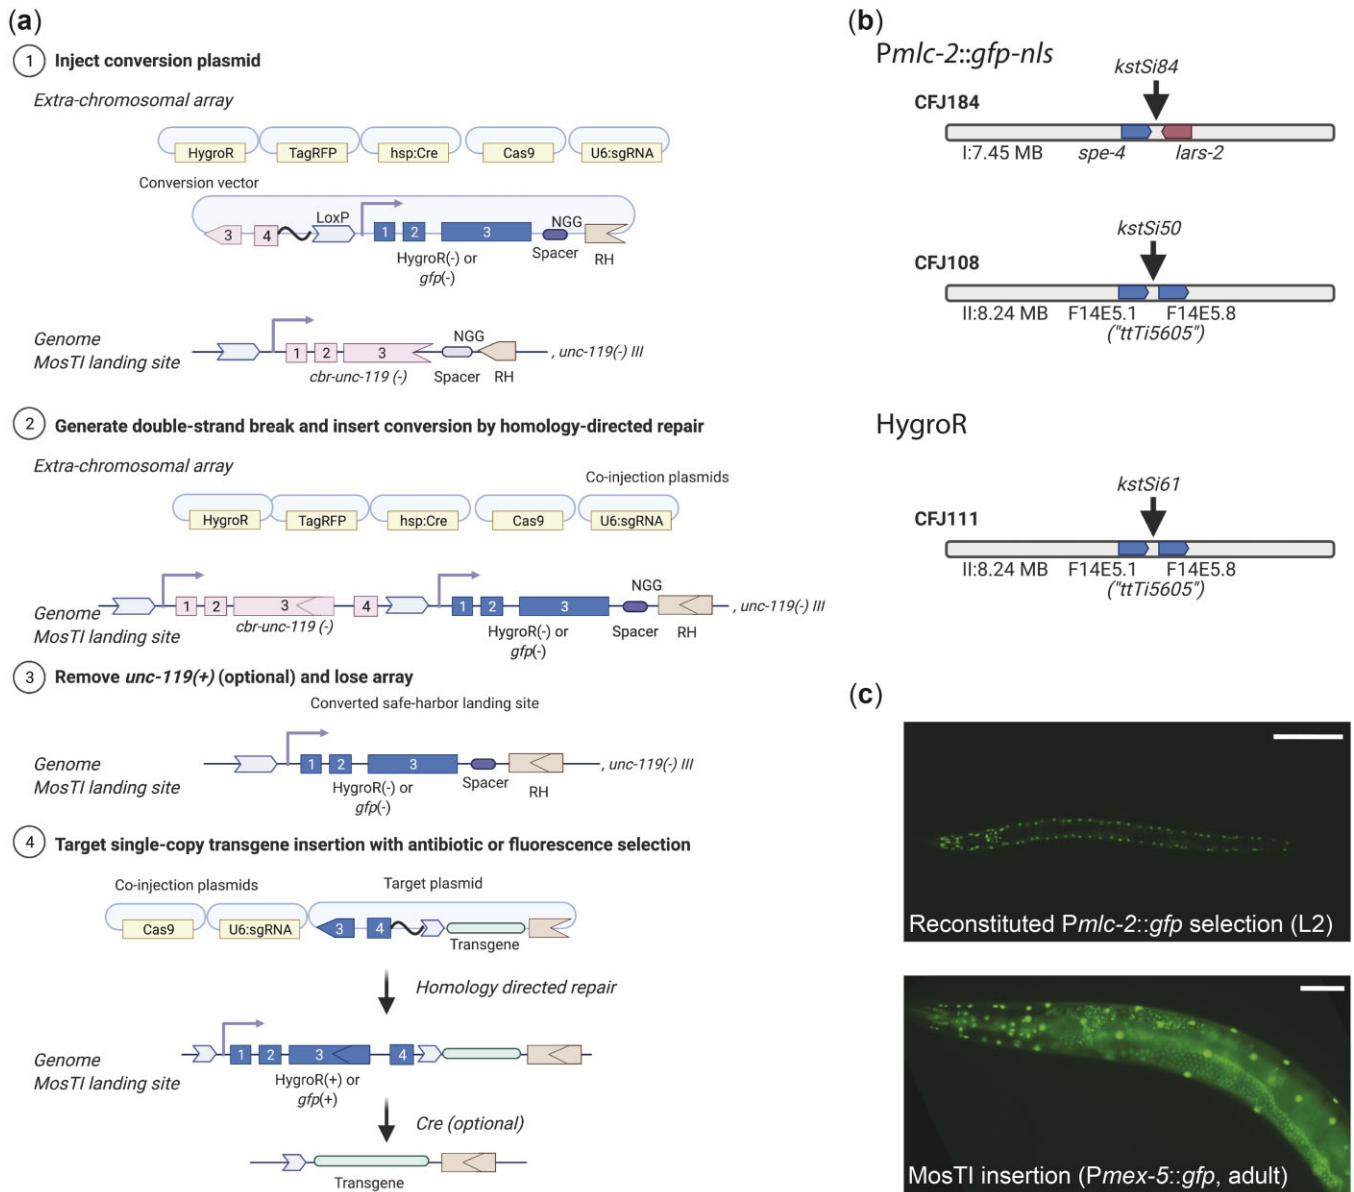 (a)
1 Inject conversion plasmid
Extra-chromosomal array
HygroR TagRFP hsp:Cre Cas9 U6:sgRNA
Conversion vector
LoxP
NGG
3 4 1 2 3
HygroR(-) or
gfp(-)
Spacer
RH
Genome
MosTI landing site
NGG
1 2 3
, unc-119(-) III
cbr-unc-119 (-)
Spacer RH
2 Generate double-strand break and insert conversion by homology-directed repair
Extra-chromosomal array
Co-injection plasmids
HygroR TagRFP hsp:Cre Cas9 U6:sgRNA
NGG
Genome
MosTI landing site
1 2 3 4 1 2 3
, unc-119(-) III
cbr-unc-119 (-)
HygroR(-) or
gfp(-)
Spacer
RH
3 Remove unc-119(+) (optional) and lose array
Converted safe-harbor landing site
Genome
MosTI landing site
1 2 3
, unc-119(-) III
HygroR(-) or
gfp(-)
Spacer
RH
4 Target single-copy transgene insertion with antibiotic or fluorescence selection
Co-injection plasmids
Target plasmid
Cas9 U6:sgRNA 3 4
Transgene
Homology directed repair
Genome
MosTI landing site
1 2 3 4
HygroR(+) or
gfp(+)
Cre (optional)
Transgene
(b)
Pmlc-2::gfp-nls
kstSi84
CFJ184
I:7.45 MB spe-4 lars-2
kstSi50
CFJ108
II:8.24 MB F14E5.1 F14E5.8
("ttTi5605")
HygroR
kstSi61
CFJ111
II:8.24 MB F14E5.1 F14E5.8
("ttTi5605")
(c)
Reconstituted Pmlc-2::gfp selection (L2)
MosTI insertion (Pmex-5::gfp, adult)